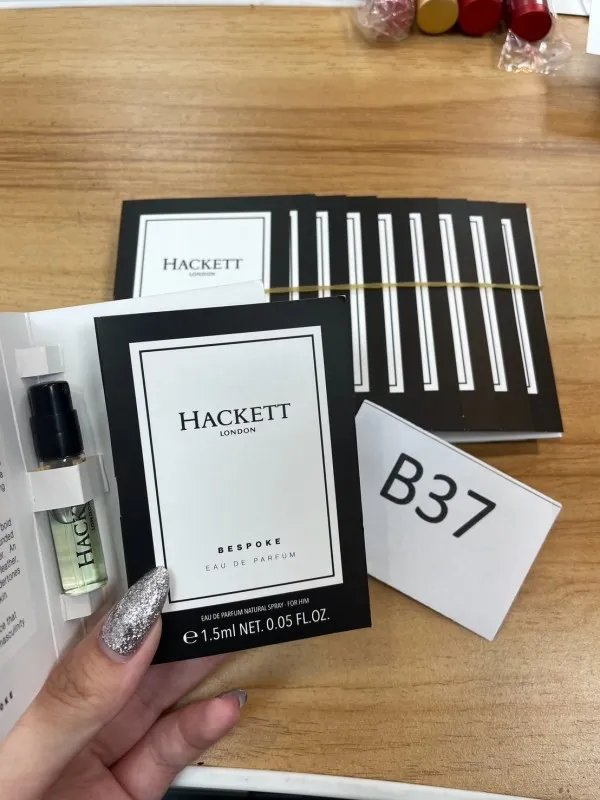 HACKETT
LONDON
HACKETT
LONDON
BESPOKE
EAU DE PARFUM
EAU DE PARFUM NATURAL SPRAY · FOR HIM
e 1.5ml NET. 0.05 FL.OZ.
B37
HACK